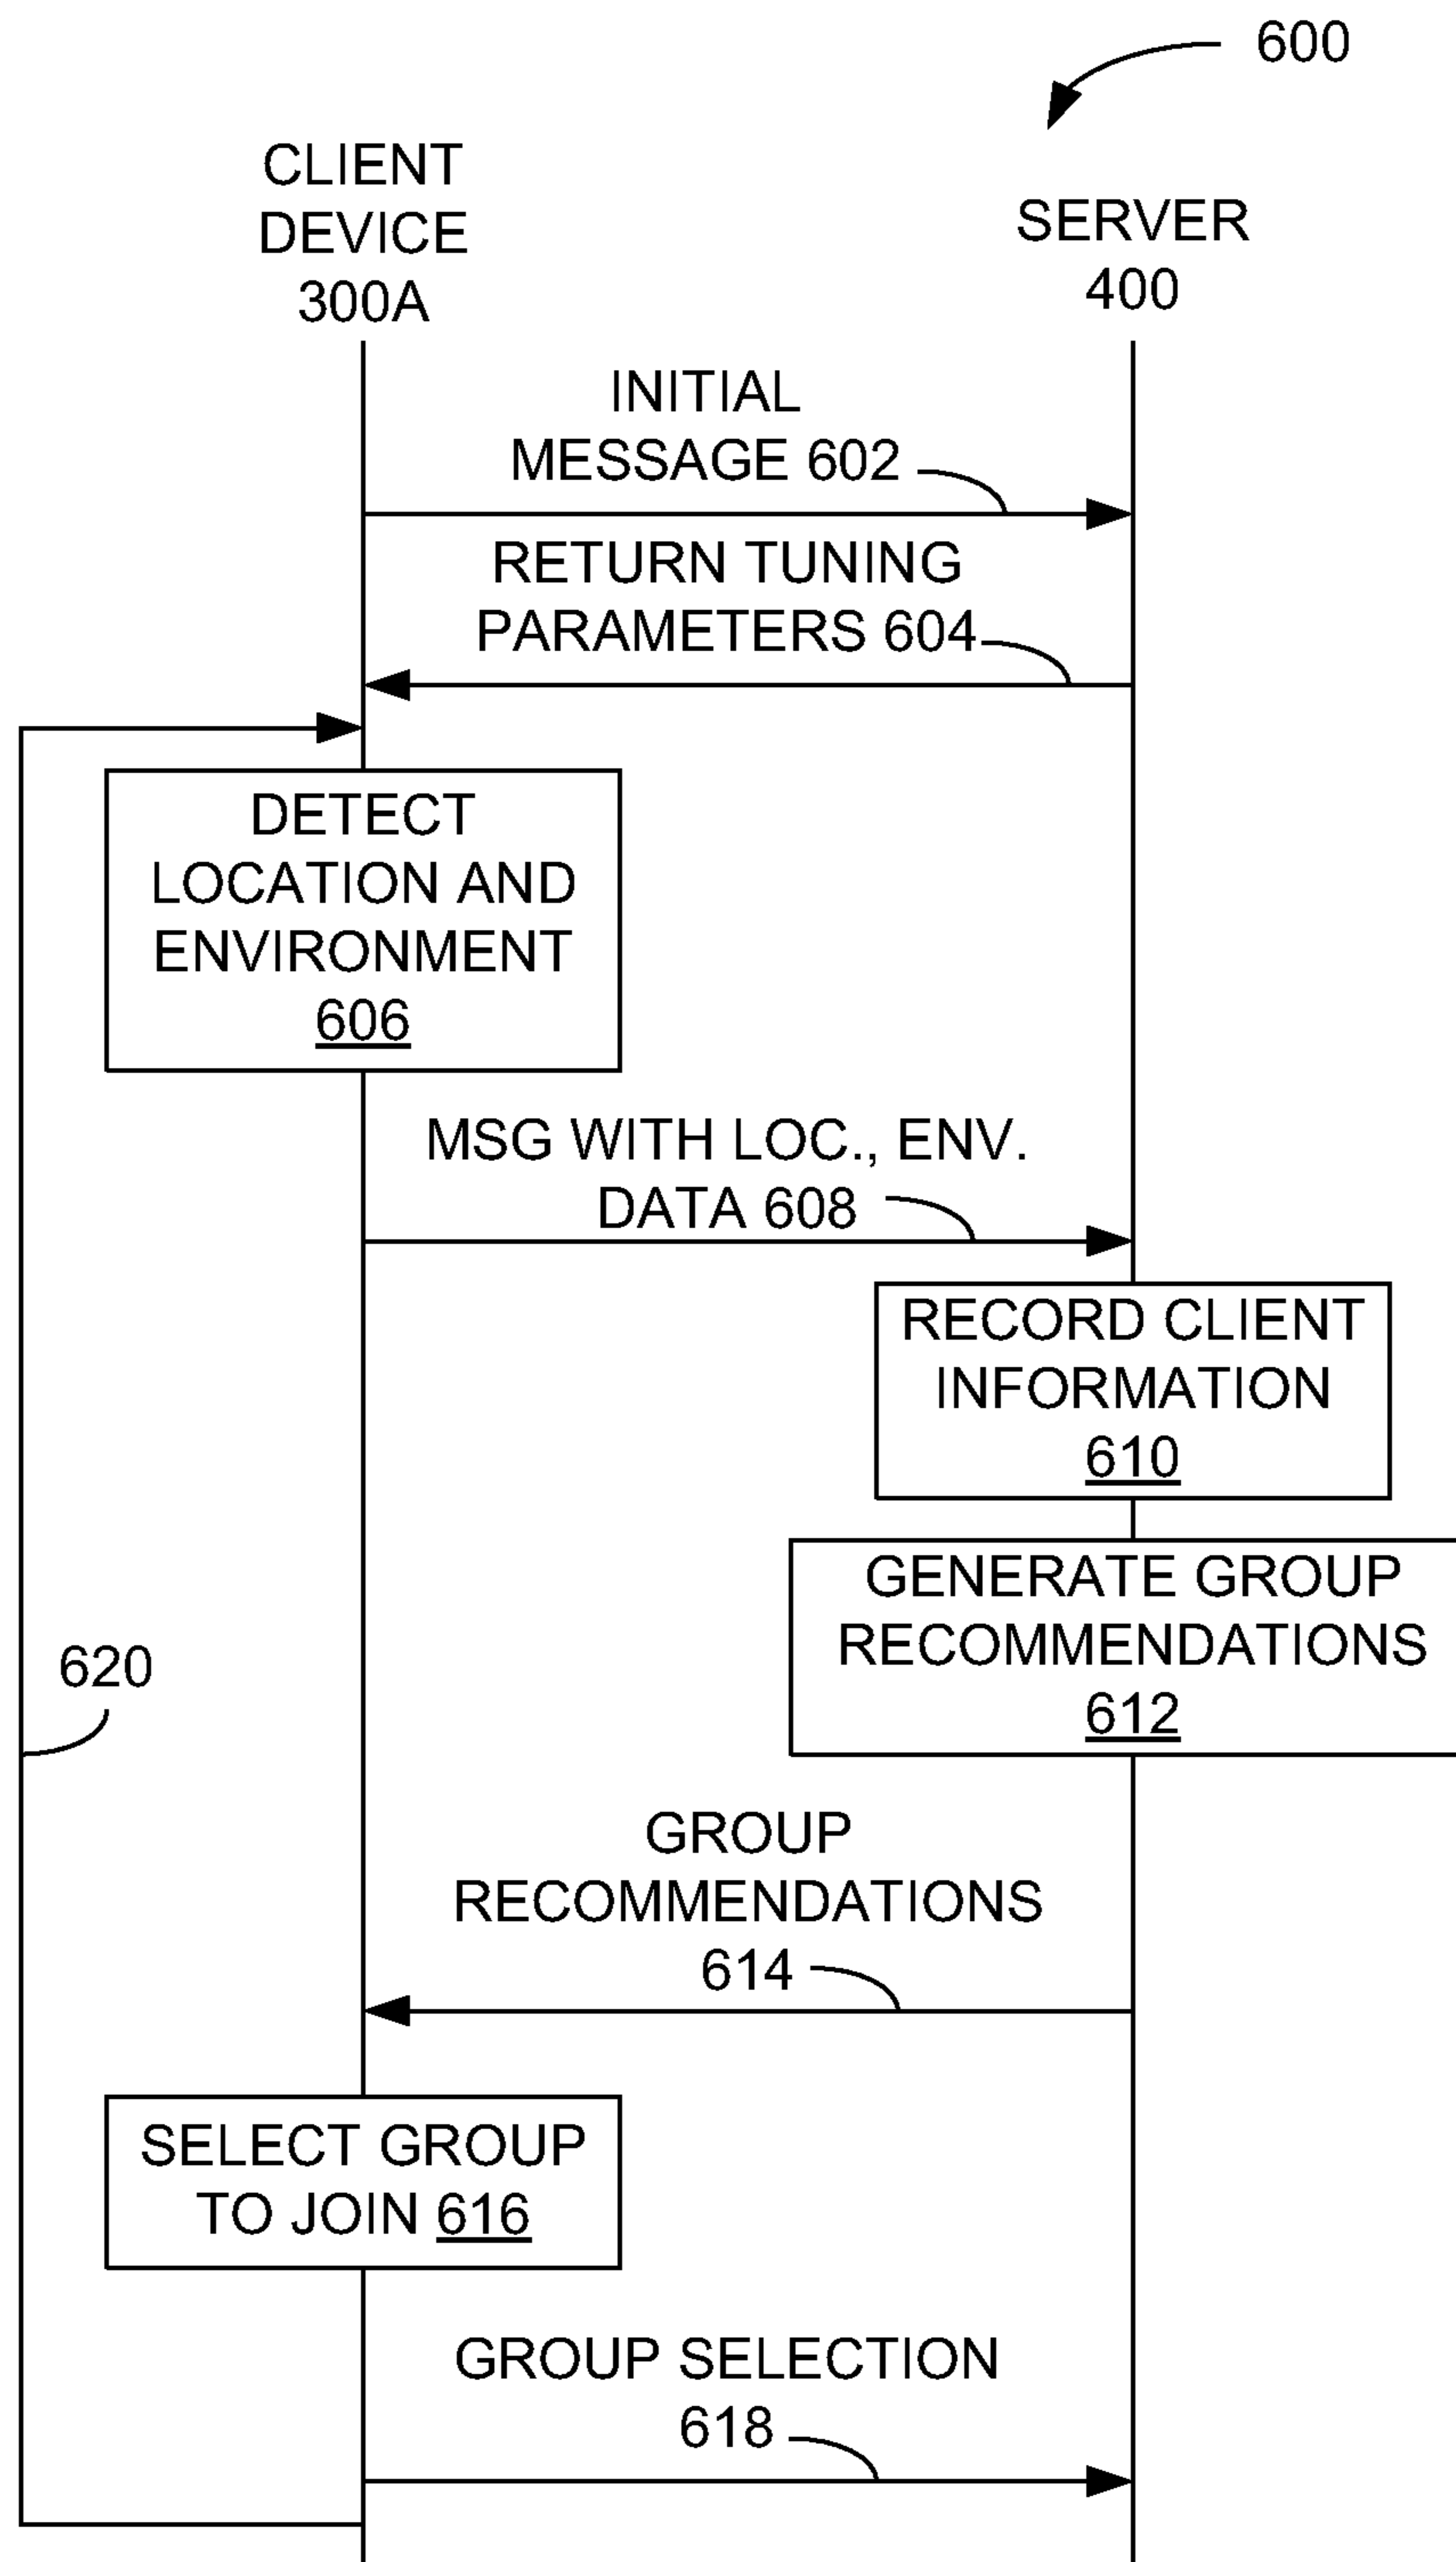 600
CLIENT
DEVICE
300A
SERVER
400
INITIAL
MESSAGE 602
RETURN TUNING
PARAMETERS 604
DETECT
LOCATION AND
ENVIRONMENT
606
MSG WITH LOC., ENV.
DATA 608
RECORD CLIENT
INFORMATION
610
GENERATE GROUP
RECOMMENDATIONS
612
620
GROUP
RECOMMENDATIONS
614
SELECT GROUP
TO JOIN 616
GROUP SELECTION
618